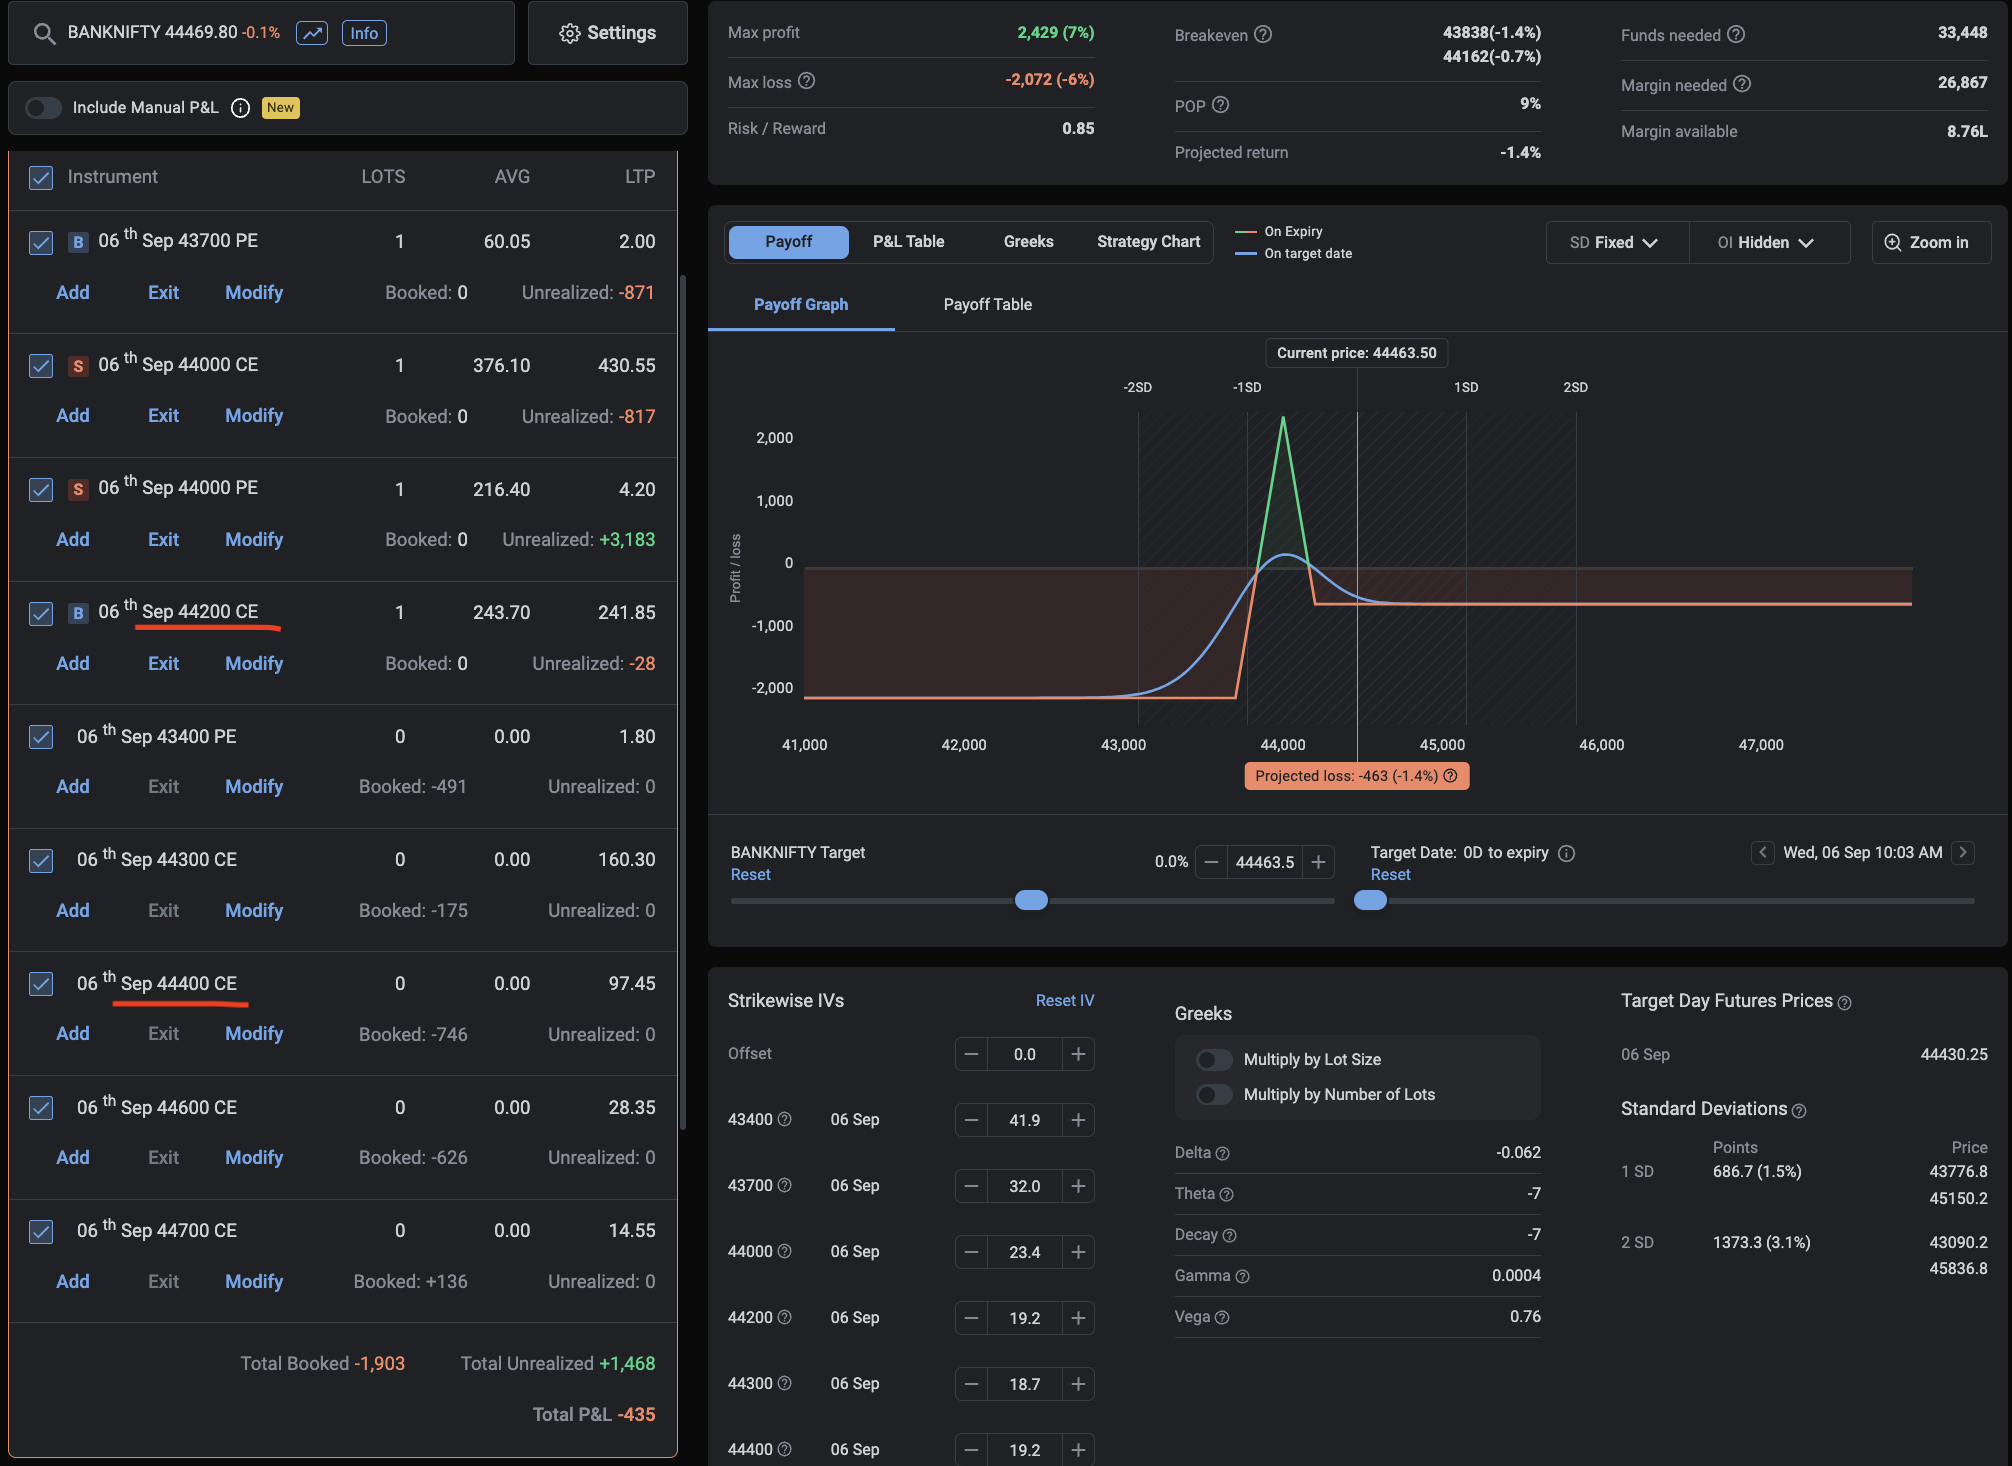 BANKNIFTY 44469.80 -0.1% Info
Settings
Include Manual P&L New
Instrument LOTS AVG LTP
B 06 th Sep 43700 PE 1 60.05 2.00
Add Exit Modify Booked: 0 Unrealized: -871
S 06 th Sep 44000 CE 1 376.10 430.55
Add Exit Modify Booked: 0 Unrealized: -817
S 06 th Sep 44000 PE 1 216.40 4.20
Add Exit Modify Booked: 0 Unrealized: +3,183
B 06 th Sep 44200 CE 1 243.70 241.85
Add Exit Modify Booked: 0 Unrealized: -28
06 th Sep 43400 PE 0 0.00 1.80
Add Exit Modify Booked: -491 Unrealized: 0
06 th Sep 44300 CE 0 0.00 160.30
Add Exit Modify Booked: -175 Unrealized: 0
06 th Sep 44400 CE 0 0.00 97.45
Add Exit Modify Booked: -746 Unrealized: 0
06 th Sep 44600 CE 0 0.00 28.35
Add Exit Modify Booked: -626 Unrealized: 0
06 th Sep 44700 CE 0 0.00 14.55
Add Exit Modify Booked: +136 Unrealized: 0
Total Booked -1,903 Total Unrealized +1,468
Total P&L -435
Max profit 2,429 (7%)
Max loss ? -2,072 (-6%)
Risk / Reward 0.85
Breakeven ? 43838(-1.4%)
44162(-0.7%)
POP ? 9%
Projected return -1.4%
Funds needed ? 33,448
Margin needed ? 26,867
Margin available 8.76L
Payoff P&L Table Greeks Strategy Chart
On Expiry
On target date
SD Fixed OI Hidden Zoom in
Payoff Graph Payoff Table
Current price: 44463.50
-2SD -1SD 1SD 2SD
2,000
1,000
0
-1,000
-2,000
Profit / loss
41,000 42,000 43,000 44,000 45,000 46,000 47,000
Projected loss: -463 (-1.4%) ?
BANKNIFTY Target 0.0% − 44463.5 +
Reset
Target Date: 0D to expiry Wed, 06 Sep 10:03 AM
Reset
Strikewise IVs Reset IV
Offset − 0.0 +
43400 ? 06 Sep − 41.9 +
43700 ? 06 Sep − 32.0 +
44000 ? 06 Sep − 23.4 +
44200 ? 06 Sep − 19.2 +
44300 ? 06 Sep − 18.7 +
44400 ? 06 Sep − 19.2 +
Greeks
Multiply by Lot Size
Multiply by Number of Lots
Delta ? -0.062
Theta ? -7
Decay ? -7
Gamma ? 0.0004
Vega ? 0.76
Target Day Futures Prices ?
06 Sep 44430.25
Standard Deviations ?
Points Price
1 SD 686.7 (1.5%) 43776.8
45150.2
2 SD 1373.3 (3.1%) 43090.2
45836.8